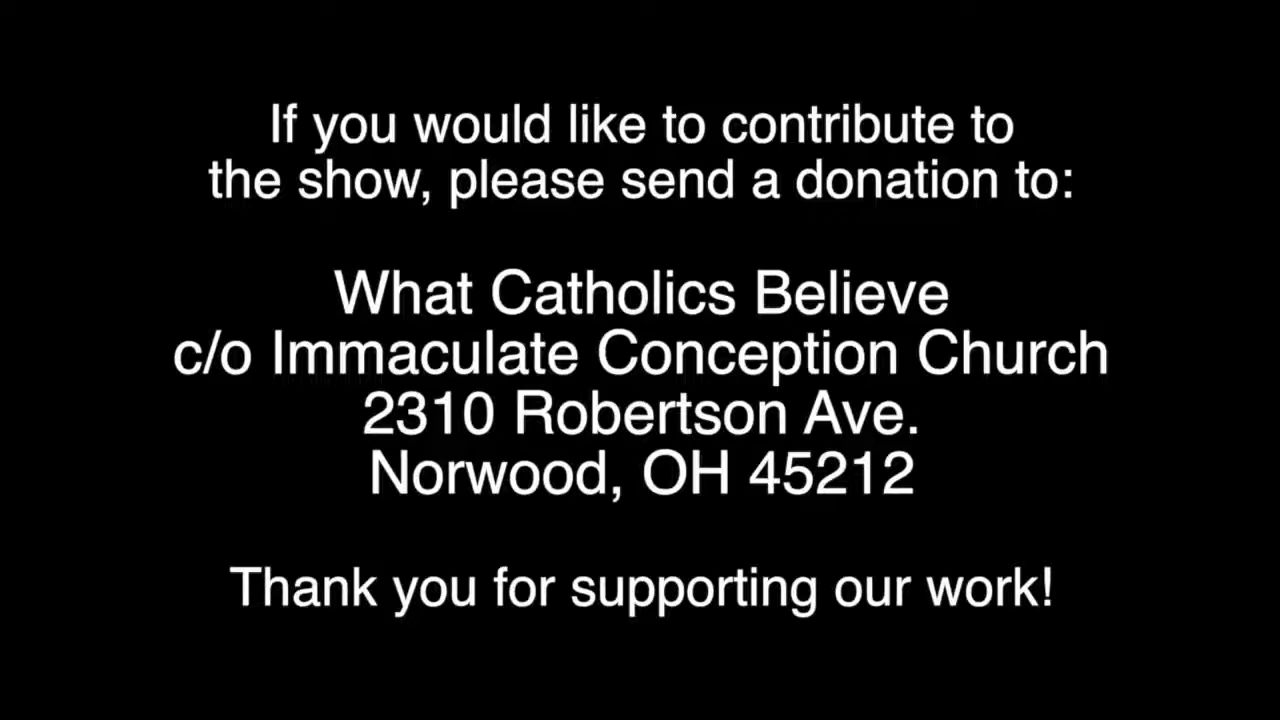 If you would like to contribute to
the show, please send a donation to:
What Catholics Believe
c/o Immaculate Conception Church
2310 Robertson Ave.
Norwood, OH 45212
Thank you for supporting our work!